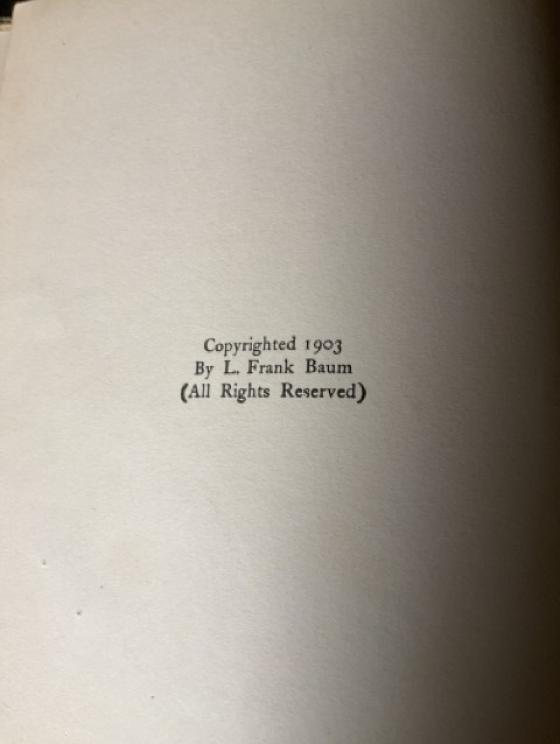 Copyrighted 1903
By L. Frank Baum
(All Rights Reserved)